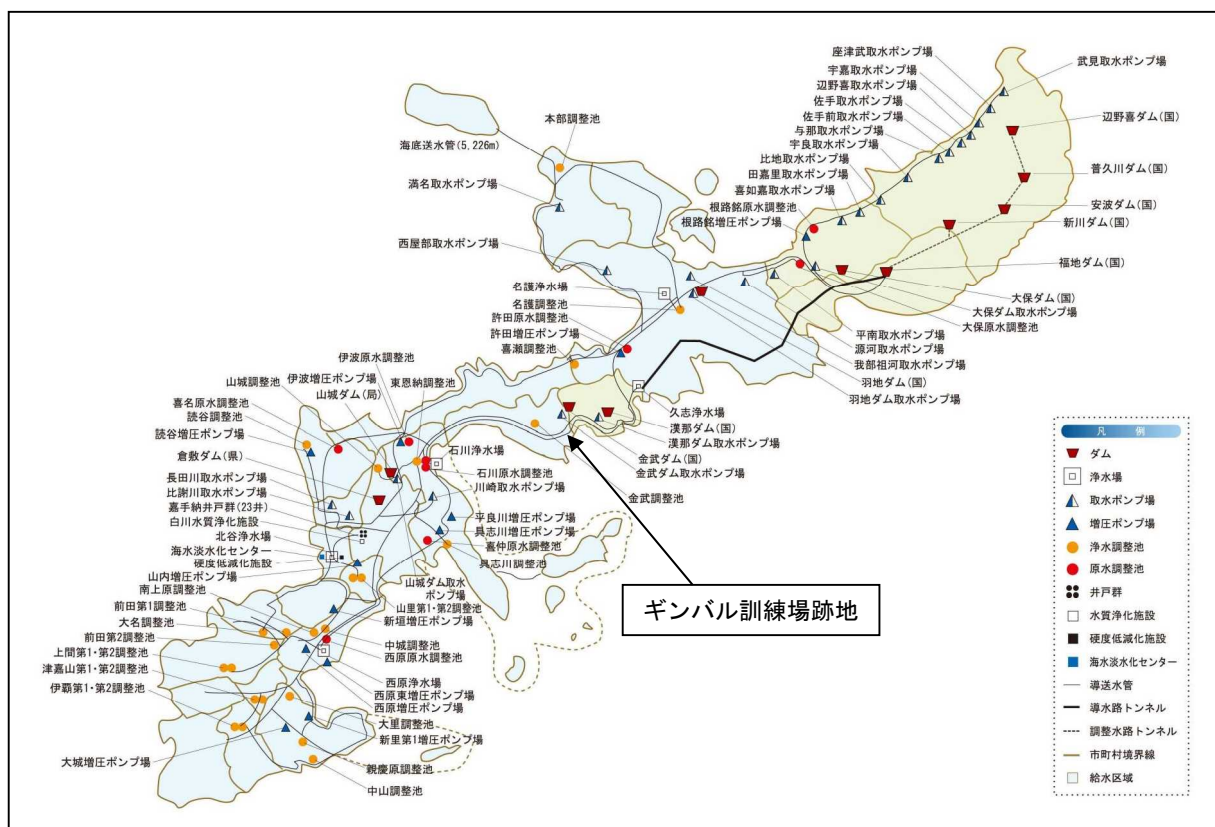 座津武取水ポンプ場
宇嘉取水ポンプ場
辺野喜取水ポンプ場
佐手取水ポンプ場
佐手前取水ポンプ場
与那取水ポンプ場
宇良取水ポンプ場
比地取水ポンプ場
田嘉里取水ポンプ場
喜如嘉取水ポンプ場
根路銘原水調整池
根路銘増圧ポンプ場
武見取水ポンプ場
辺野喜ダム(国)
普久川ダム(国)
安波ダム(国)
新川ダム(国)
福地ダム(国)
大保ダム(国)
大保ダム取水ポンプ場
大保原水調整池
平南取水ポンプ場
源河取水ポンプ場
我部祖河取水ポンプ場
羽地ダム(国)
羽地ダム取水ポンプ場
本部調整池
海底送水管(5,226m)
満名取水ポンプ場
西屋部取水ポンプ場
名護浄水場
名護調整池
許田原水調整池
許田増圧ポンプ場
喜瀬調整池
久志浄水場
漢那ダム(国)
漢那ダム取水ポンプ場
金武ダム(国)
金武ダム取水ポンプ場
金武調整池
伊波原水調整池
伊波増圧ポンプ場
東恩納調整池
山城調整池
山城ダム(局)
喜名原水調整池
読谷調整池
読谷増圧ポンプ場
倉敷ダム(県)
長田川取水ポンプ場
比謝川取水ポンプ場
嘉手納井戸群(23井)
白川水質浄化施設
北谷浄水場
海水淡水化センター
硬度低減化施設
山内増圧ポンプ場
南上原調整池
前田第1調整池
大名調整池
前田第2調整池
上間第1・第2調整池
津嘉山第1・第2調整池
伊覇第1・第2調整池
大城増圧ポンプ場
石川浄水場
石川原水調整池
川崎取水ポンプ場
平良川増圧ポンプ場
具志川増圧ポンプ場
喜仲原水調整池
具志川調整池
山城ダム取水
ポンプ場
山里第1・第2調整池
新垣増圧ポンプ場
中城調整池
西原原水調整池
西原浄水場
西原東増圧ポンプ場
西原増圧ポンプ場
大里調整池
新里第1増圧ポンプ場
親慶原調整池
中山調整池
ギンバル訓練場跡地
凡 例
ダム
浄水場
取水ポンプ場
増圧ポンプ場
浄水調整池
原水調整池
井戸群
水質浄化施設
硬度低減化施設
海水淡水化センター
導送水管
導水路トンネル
調整水路トンネル
市町村境界線
給水区域